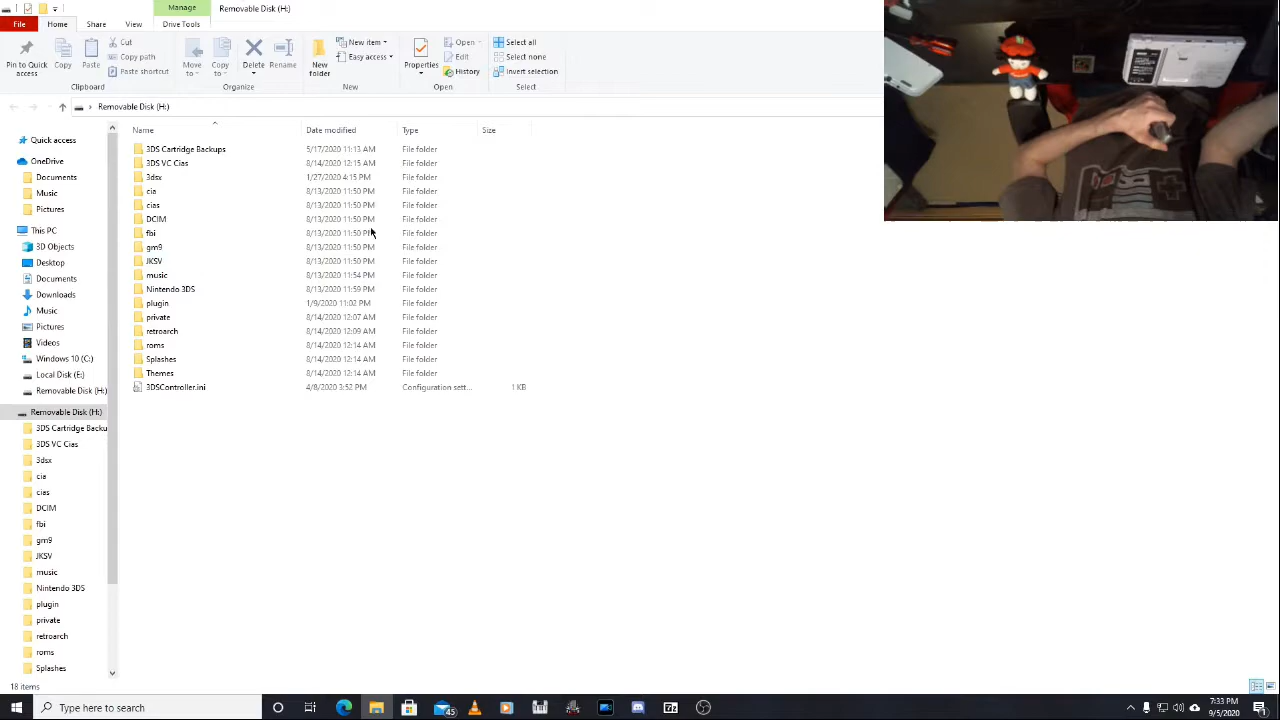 Manage
Removable Disk (H:)
File
Home
Share
View
Drive Tools
Pin to Quick access
Copy
Paste
Cut
Copy path
Paste shortcut
Clipboard
Move to
Copy to
Delete
Rename
Organize
New folder
New item
Easy access
New
Properties
Open
Edit
History
Open
Select all
Select none
Invert selection
Select
Removable Disk (H:)
Name Date modified Type Size
3DS Cartridge Backups 5/17/2020 11:13 AM File folder
3DS VC Cias 8/14/2020 12:15 AM File folder
3dsx 1/27/2020 4:15 PM File folder
cia 8/13/2020 11:50 PM File folder
cias 8/13/2020 11:50 PM File folder
DCIM 8/13/2020 11:50 PM File folder
fbi 8/13/2020 11:50 PM File folder
gm9 8/13/2020 11:50 PM File folder
JKSV 8/13/2020 11:50 PM File folder
music 8/13/2020 11:54 PM File folder
Nintendo 3DS 8/13/2020 11:59 PM File folder
plugin 1/9/2020 11:02 PM File folder
private 8/14/2020 12:07 AM File folder
retroarch 8/14/2020 12:09 AM File folder
roms 8/14/2020 12:14 AM File folder
Splashes 8/14/2020 12:14 AM File folder
Themes 8/14/2020 12:14 AM File folder
3DSController.ini 4/8/2020 3:52 PM Configuration sett... 1 KB
Quick access
OneDrive
Documents
Music
Pictures
This PC
3D Objects
Desktop
Documents
Downloads
Music
Pictures
Videos
Windows 10 (C:)
Local Disk (E:)
Removable Disk (H:)
Removable Disk (H:)
3DS Cartridge Backu
3DS VC Cias
3dsx
cia
cias
DCIM
fbi
gm9
JKSV
music
Nintendo 3DS
plugin
private
retroarch
roms
Splashes
18 items
Type here to search
7:33 PM
9/5/2020